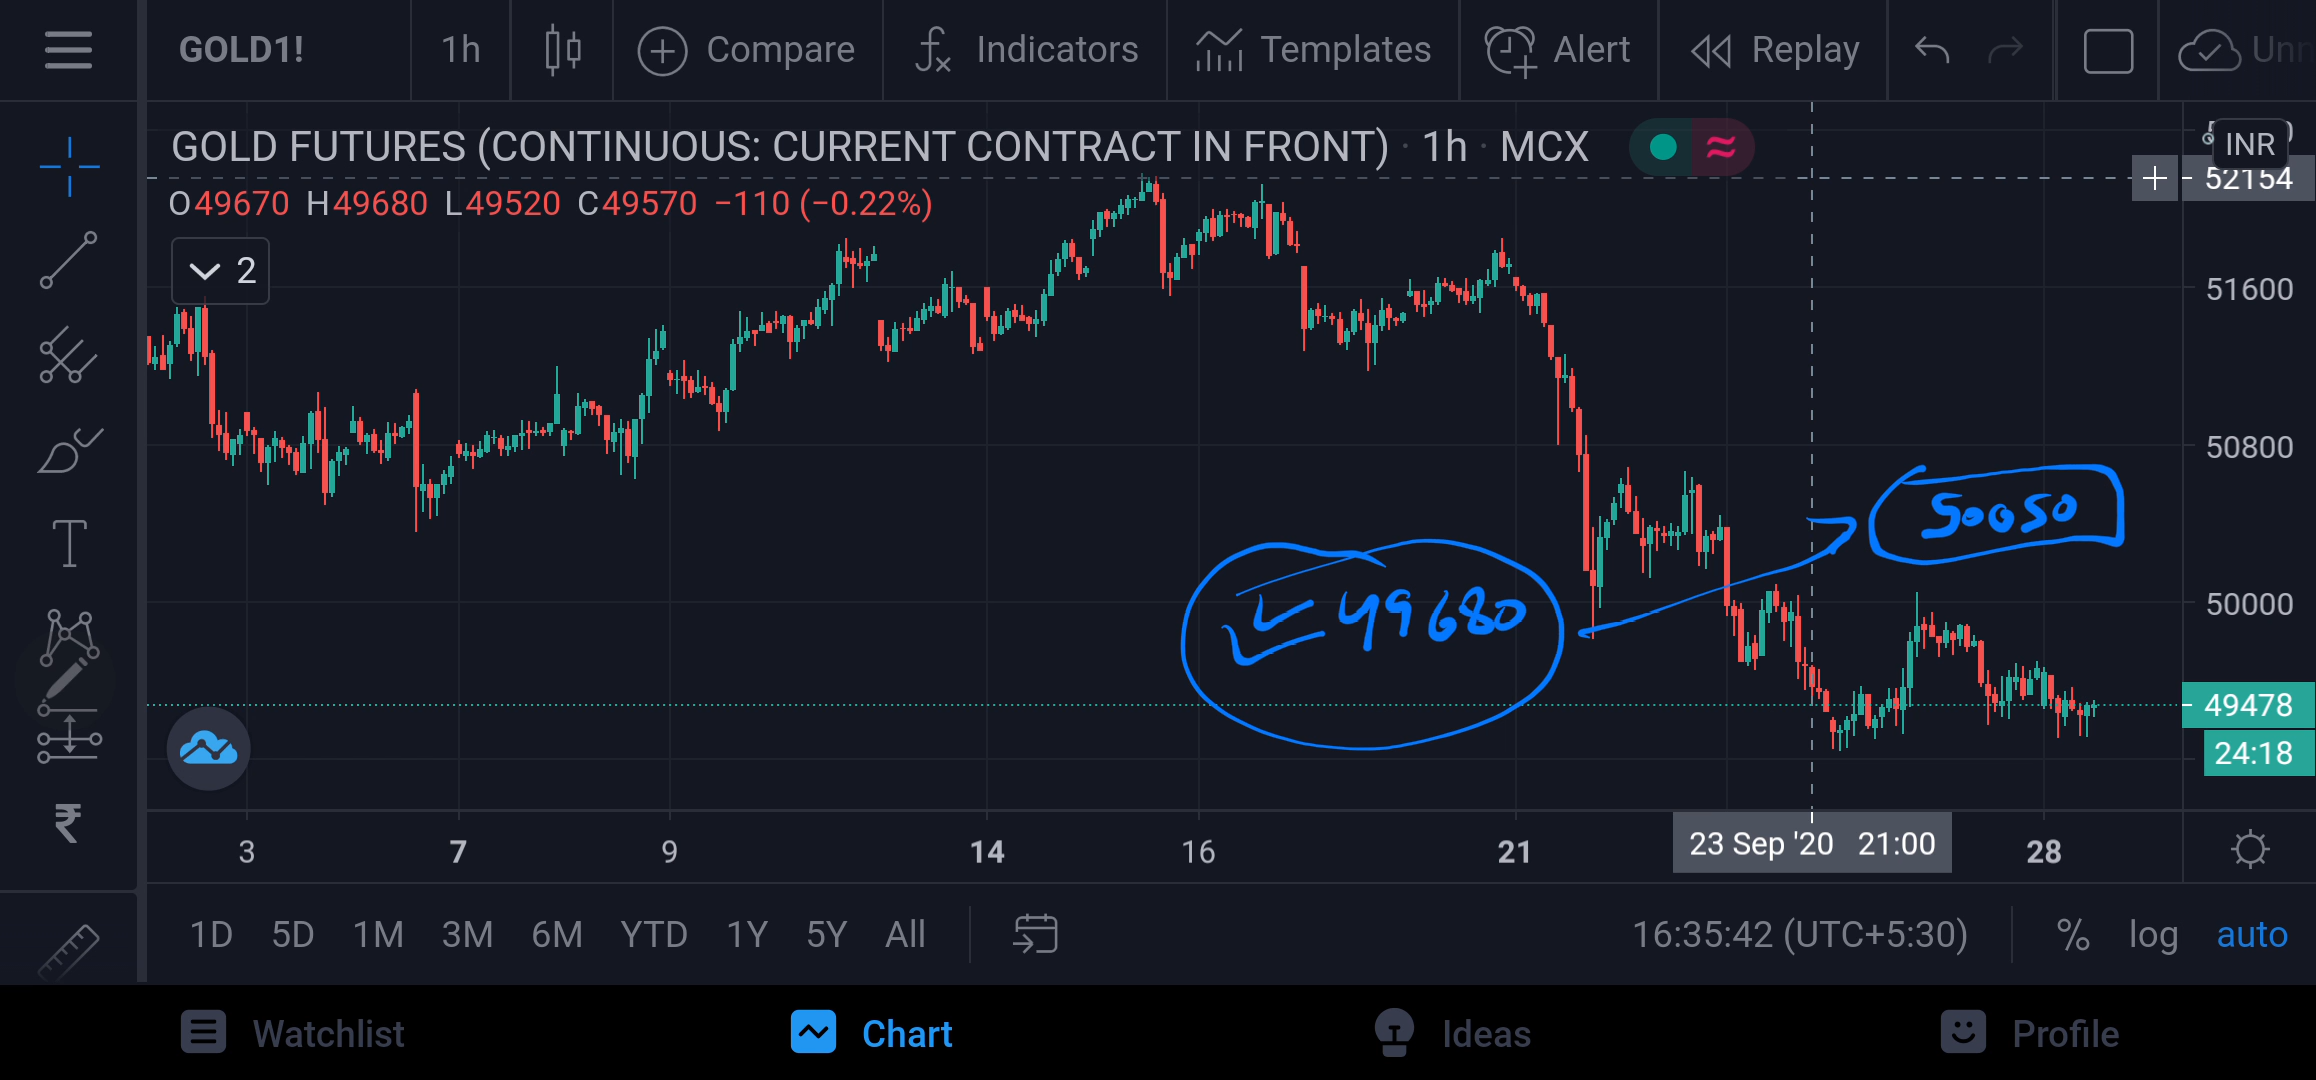 GOLD1! 1h Compare Indicators Templates Alert Replay
GOLD FUTURES (CONTINUOUS: CURRENT CONTRACT IN FRONT) · 1h · MCX
INR
52154
O49670 H49680 L49520 C49570 −110 (−0.22%)
2
51600
50800
50050
49680
50000
49478
24:18
3 7 9 14 16 21 23 Sep '20 21:00 28
1D 5D 1M 3M 6M YTD 1Y 5Y All 16:35:42 (UTC+5:30) % log auto
Watchlist Chart Ideas Profile